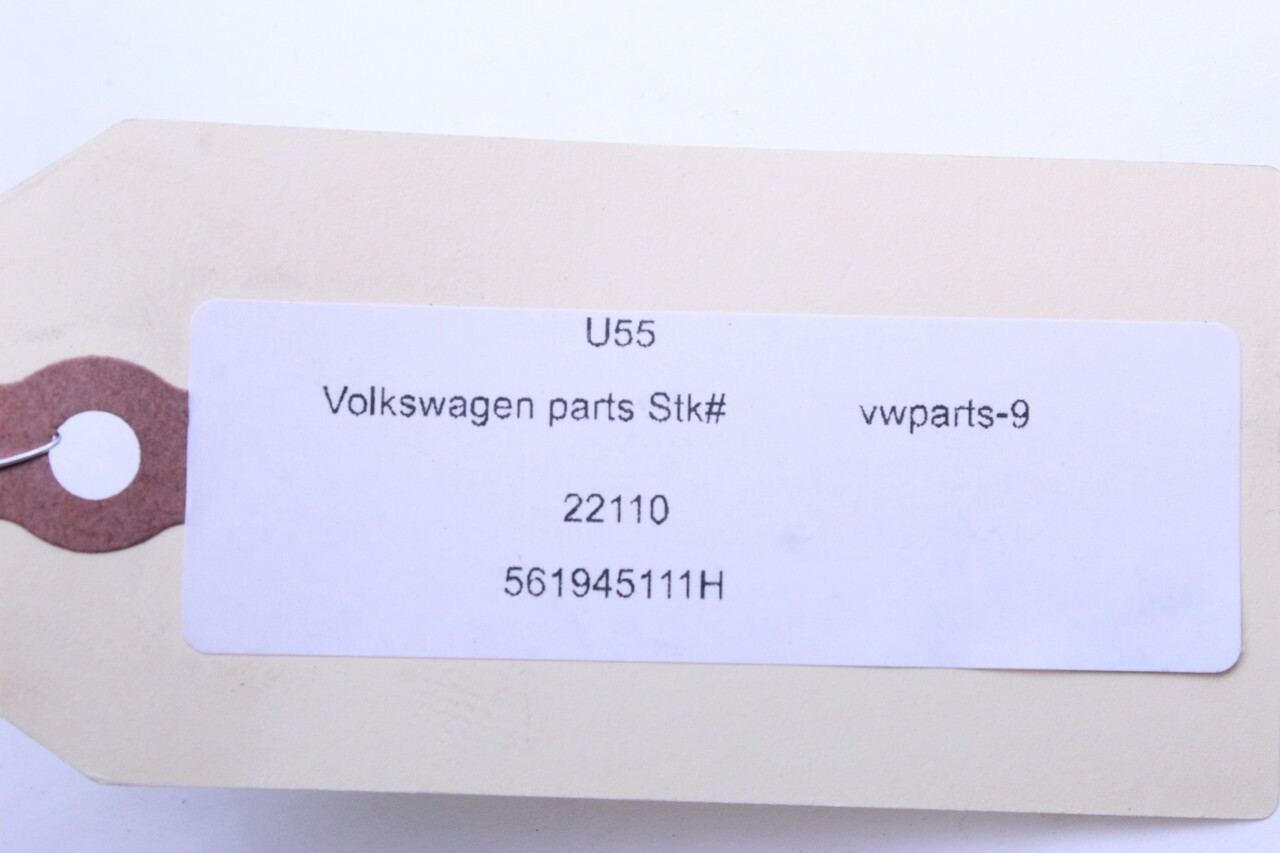 U55
Volkswagen parts Stk# vwparts-9
22110
561945111H